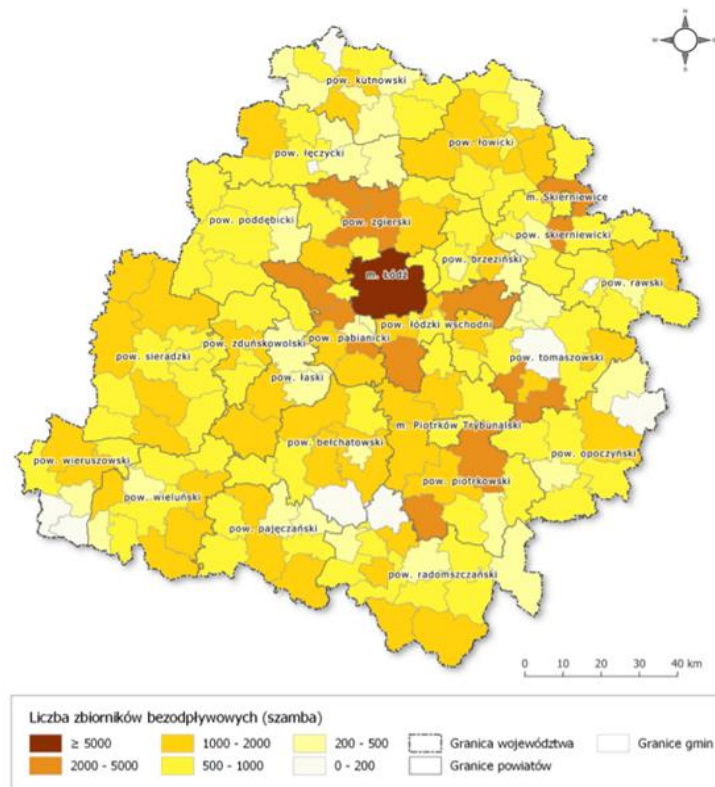 N
W
E
S
pow. kutnowski
pow. łowicki
pow. łęczycki
m. Skierniewice
pow. poddębicki
pow. zgierski
pow. skierniewicki
pow. brzeziński
m. Łódź
pow. rawski
pow. łódzki wschodni
pow. pabianicki
pow. sieradzki
pow. zduńskowolski
pow. tomaszowski
pow. łaski
m. Piotrków Trybunalski
pow. bełchatowski
pow. opoczyński
pow. wieruszowski
pow. piotrkowski
pow. wieluński
pow. pajęczański
pow. radomszczański
0 10 20 30 40 km
Liczba zbiorników bezodpływowych (szamba)
≥ 5000 1000 - 2000 200 - 500 Granica województwa Granice gmin
2000 - 5000 500 - 1000 0 - 200 Granice powiatów